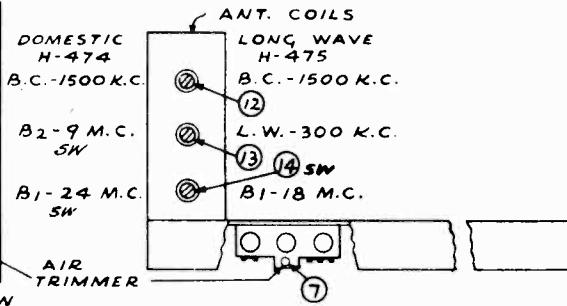 ANT. COILS
DOMESTIC
H-474
LONG WAVE
H-475
B.C.-1500 K.C.
B.C.-1500 K.C.
12
B2-9 M.C.
SW
L.W.-300 K.C.
13
14 SW
B1-24 M.C.
SW
B1-18 M.C.
AIR
TRIMMER
7
N